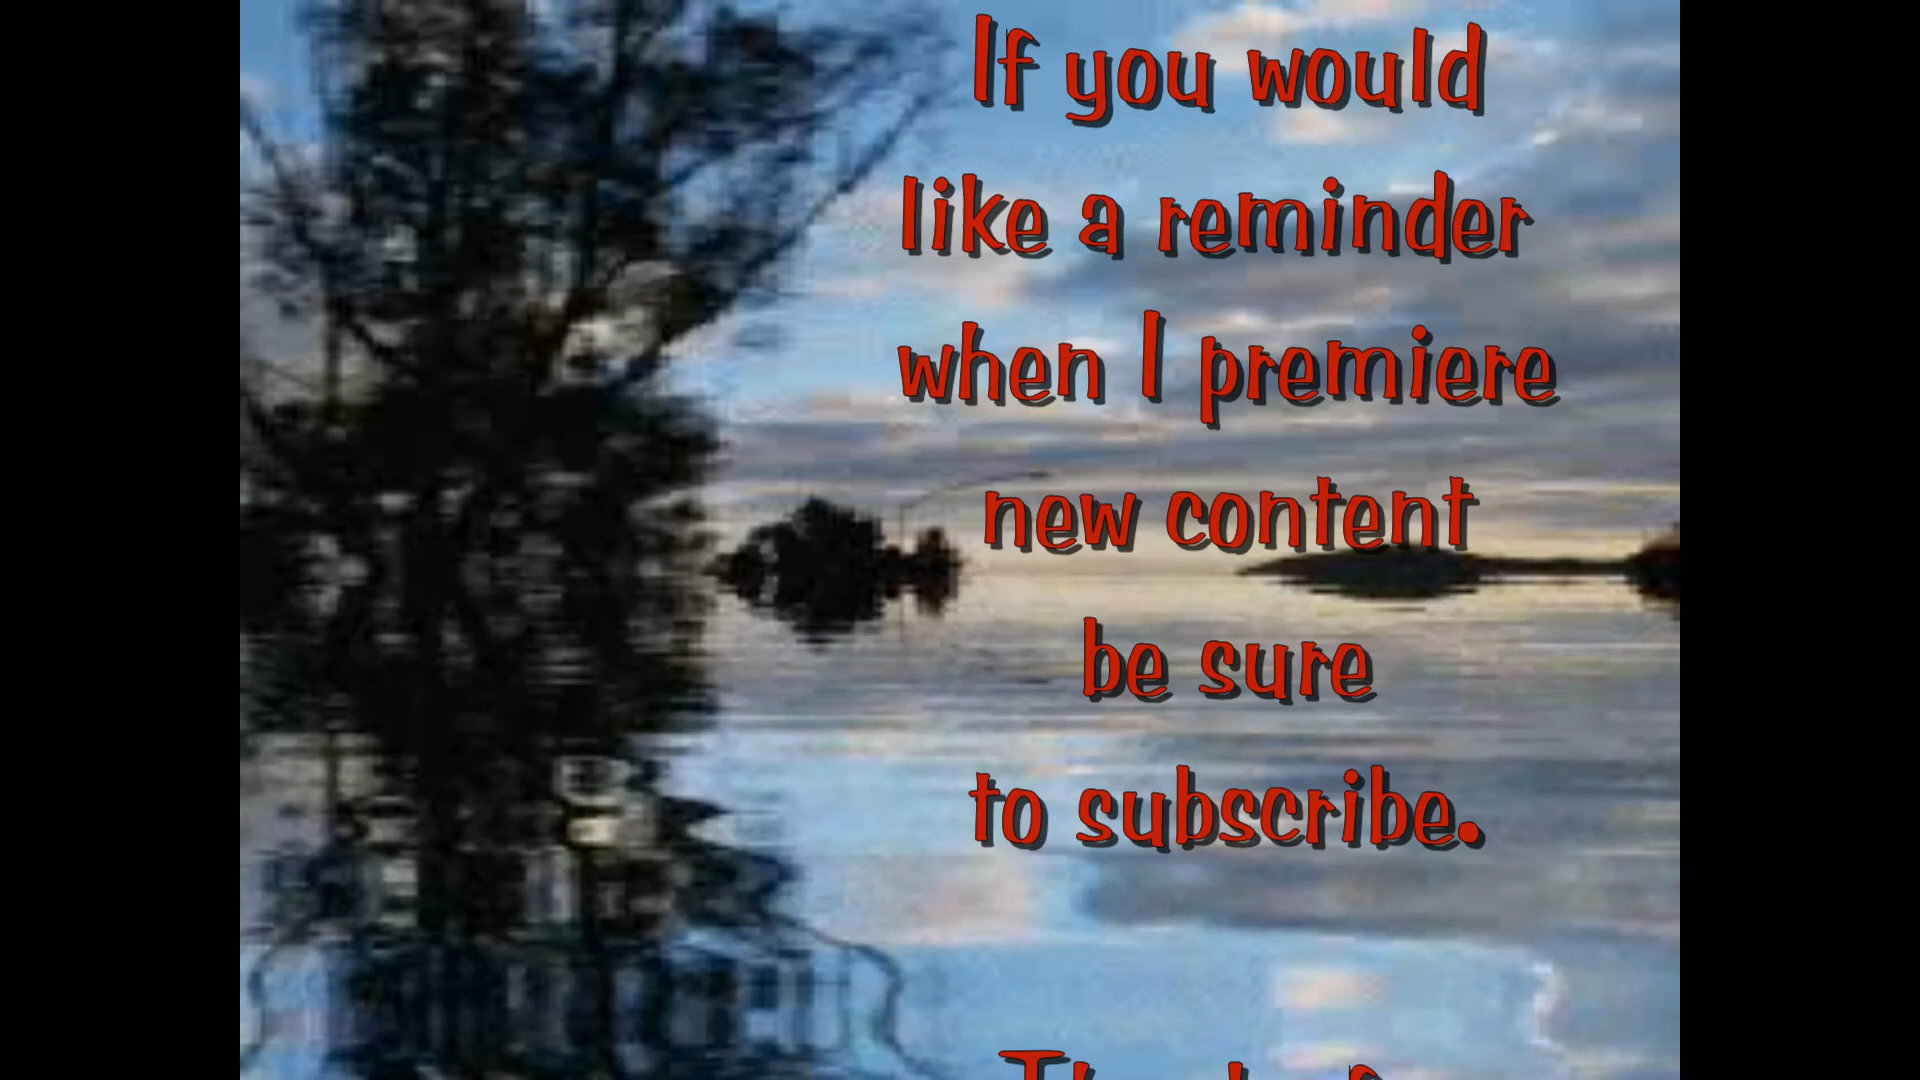 If you would
like a reminder
when I premiere
new content
be sure
to subscribe.